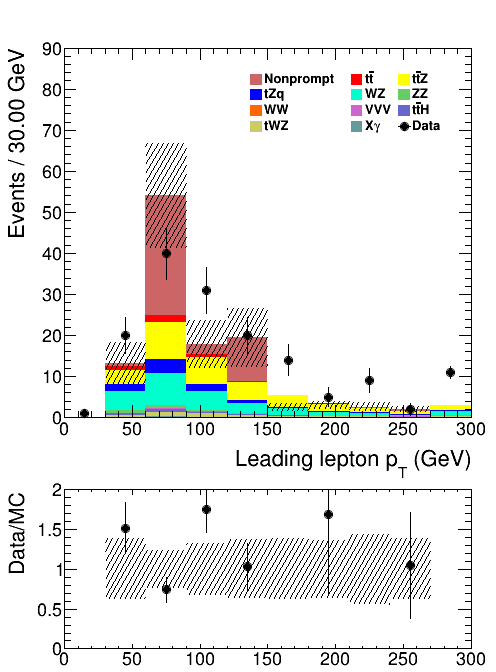 Events / 30.00 GeV
90
80
70
60
50
40
30
20
10
0
Nonprompt tt̄ tt̄Z
tZq WZ ZZ
WW VVV tt̄H
tWZ Xγ Data
0 50 100 150 200 250 300
Leading lepton p_T (GeV)
Data/MC
2
1.5
1
0.5
0
0 50 100 150 200 250 300